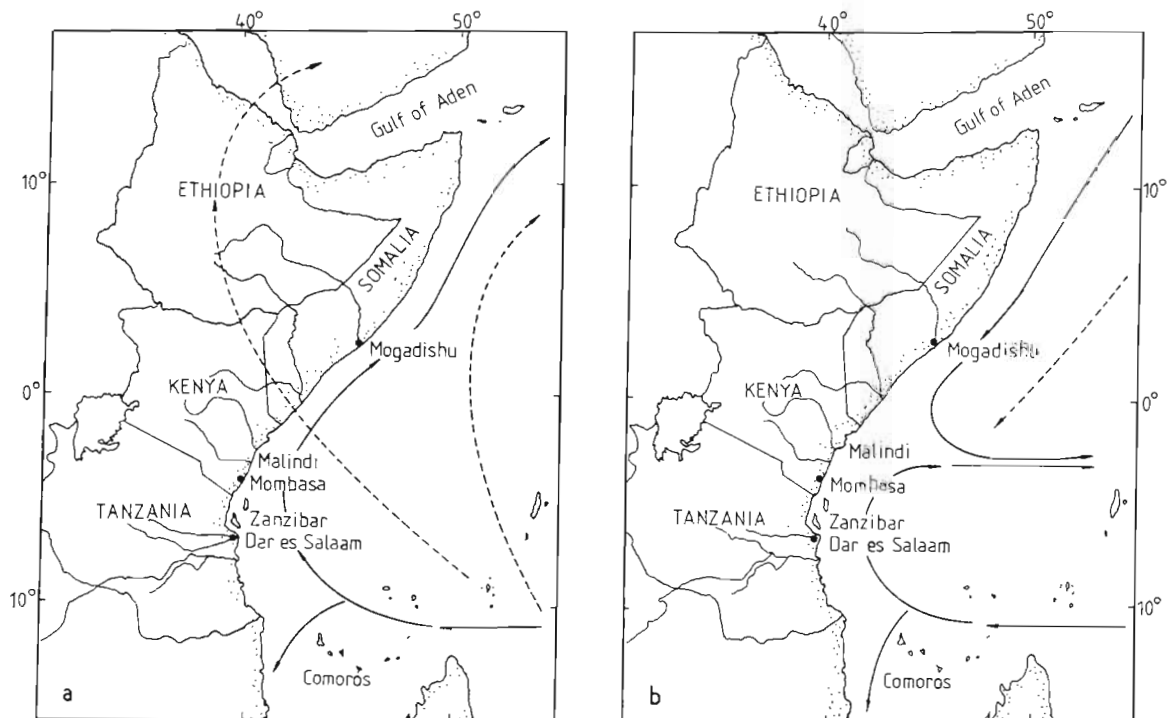 40°
50°
Gulf of Aden
10°
ETHIOPIA
SOMALIA
Mogadishu
0°
KENYA
Malindi
Mombasa
TANZANIA
Zanzibar
Dar es Salaam
10°
Comoros
a
40°
50°
Gulf of Aden
10°
ETHIOPIA
SOMALIA
Mogadishu
KENYA
0°
Malindi
Mombasa
TANZANIA
Zanzibar
Dar es Salaam
10°
Comoros
b